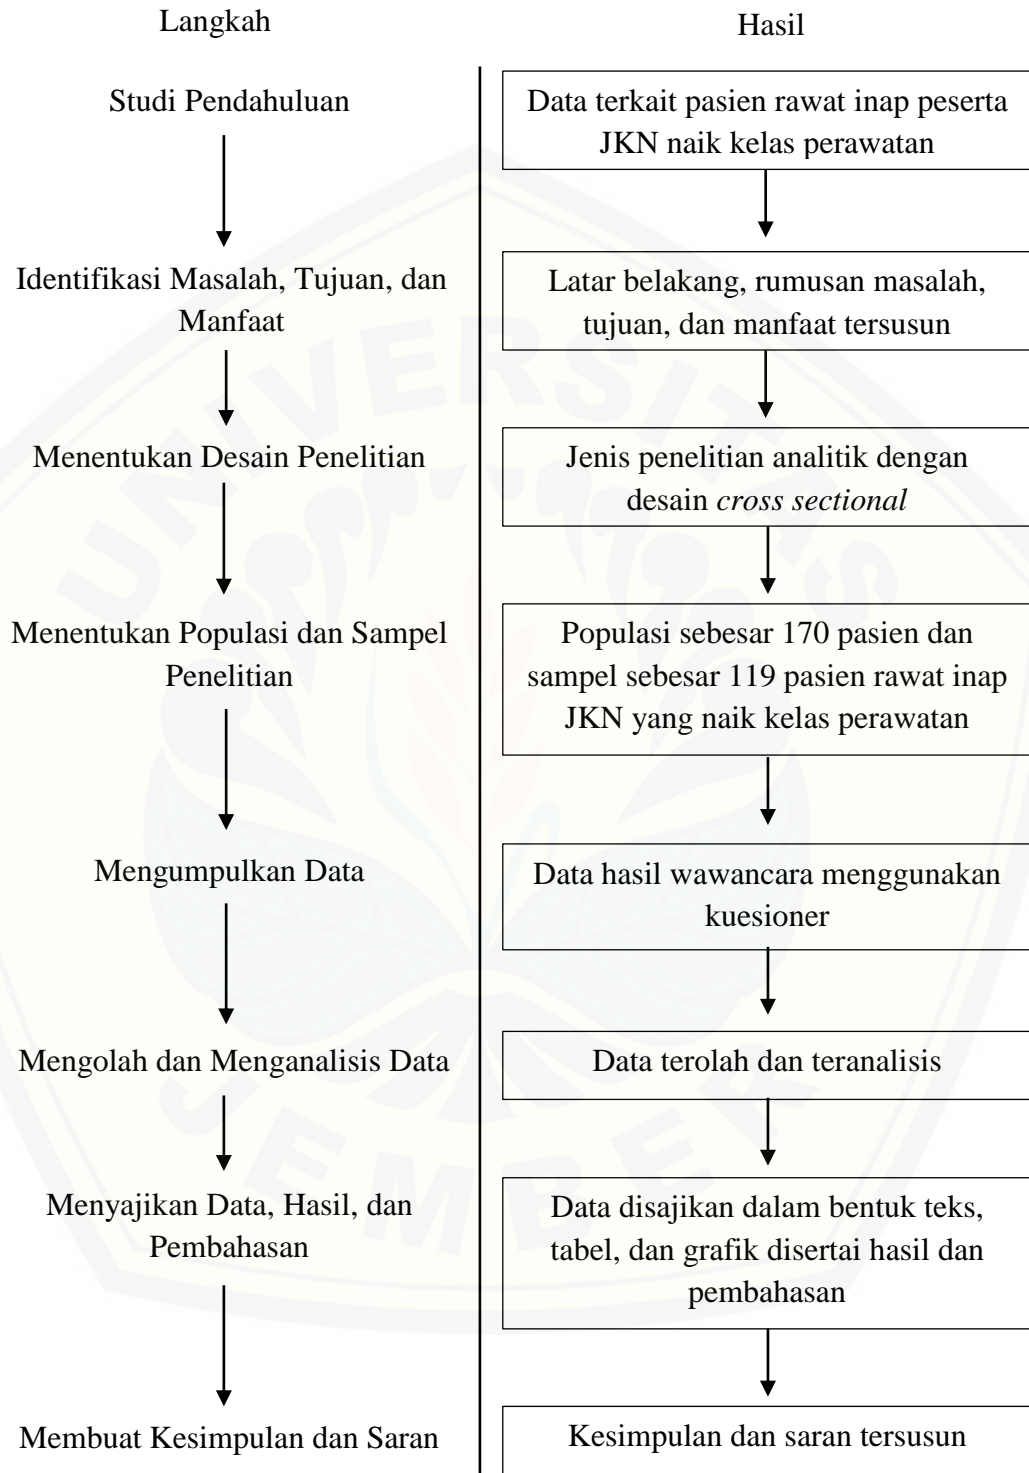 Langkah
Hasil
Studi Pendahuluan
Data terkait pasien rawat inap peserta
JKN naik kelas perawatan
Identifikasi Masalah, Tujuan, dan
Manfaat
Latar belakang, rumusan masalah,
tujuan, dan manfaat tersusun
Menentukan Desain Penelitian
Jenis penelitian analitik dengan
desain cross sectional
Menentukan Populasi dan Sampel
Penelitian
Populasi sebesar 170 pasien dan
sampel sebesar 119 pasien rawat inap
JKN yang naik kelas perawatan
Mengumpulkan Data
Data hasil wawancara menggunakan
kuesioner
Mengolah dan Menganalisis Data
Data terolah dan teranalisis
Menyajikan Data, Hasil, dan
Pembahasan
Data disajikan dalam bentuk teks,
tabel, dan grafik disertai hasil dan
pembahasan
Membuat Kesimpulan dan Saran
Kesimpulan dan saran tersusun
UNIVERSITAS
JEMBER